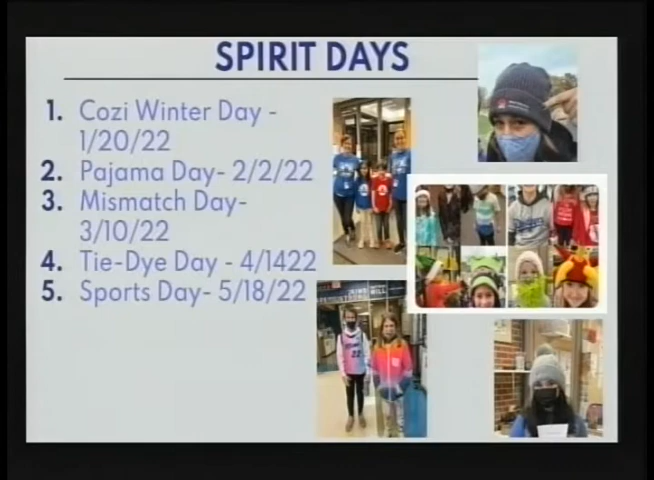 SPIRIT DAYS
1. Cozi Winter Day -
1/20/22
2. Pajama Day- 2/2/22
3. Mismatch Day-
3/10/22
4. Tie-Dye Day - 4/1422
5. Sports Day- 5/18/22
22